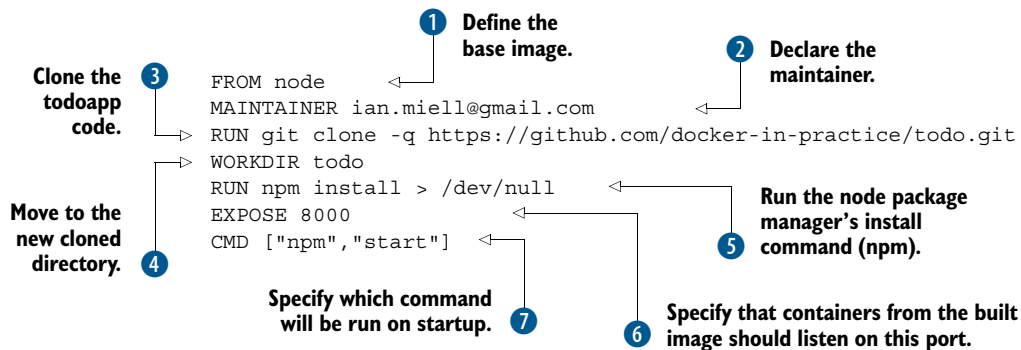 1 Define the
base image.
2 Declare the
maintainer.
Clone the 3
todoapp
code.
FROM node
MAINTAINER ian.miell@gmail.com
RUN git clone -q https://github.com/docker-in-practice/todo.git
WORKDIR todo
RUN npm install > /dev/null
EXPOSE 8000
CMD ["npm","start"]
Move to the
new cloned
directory. 4
Run the node package
manager's install
5 command (npm).
Specify which command
will be run on startup. 7
Specify that containers from the built
6 image should listen on this port.